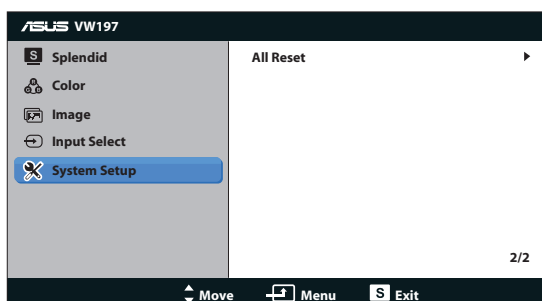 ASUS VW197
S Splendid
Color
Image
Input Select
System Setup
All Reset
2/2
Move Menu S Exit